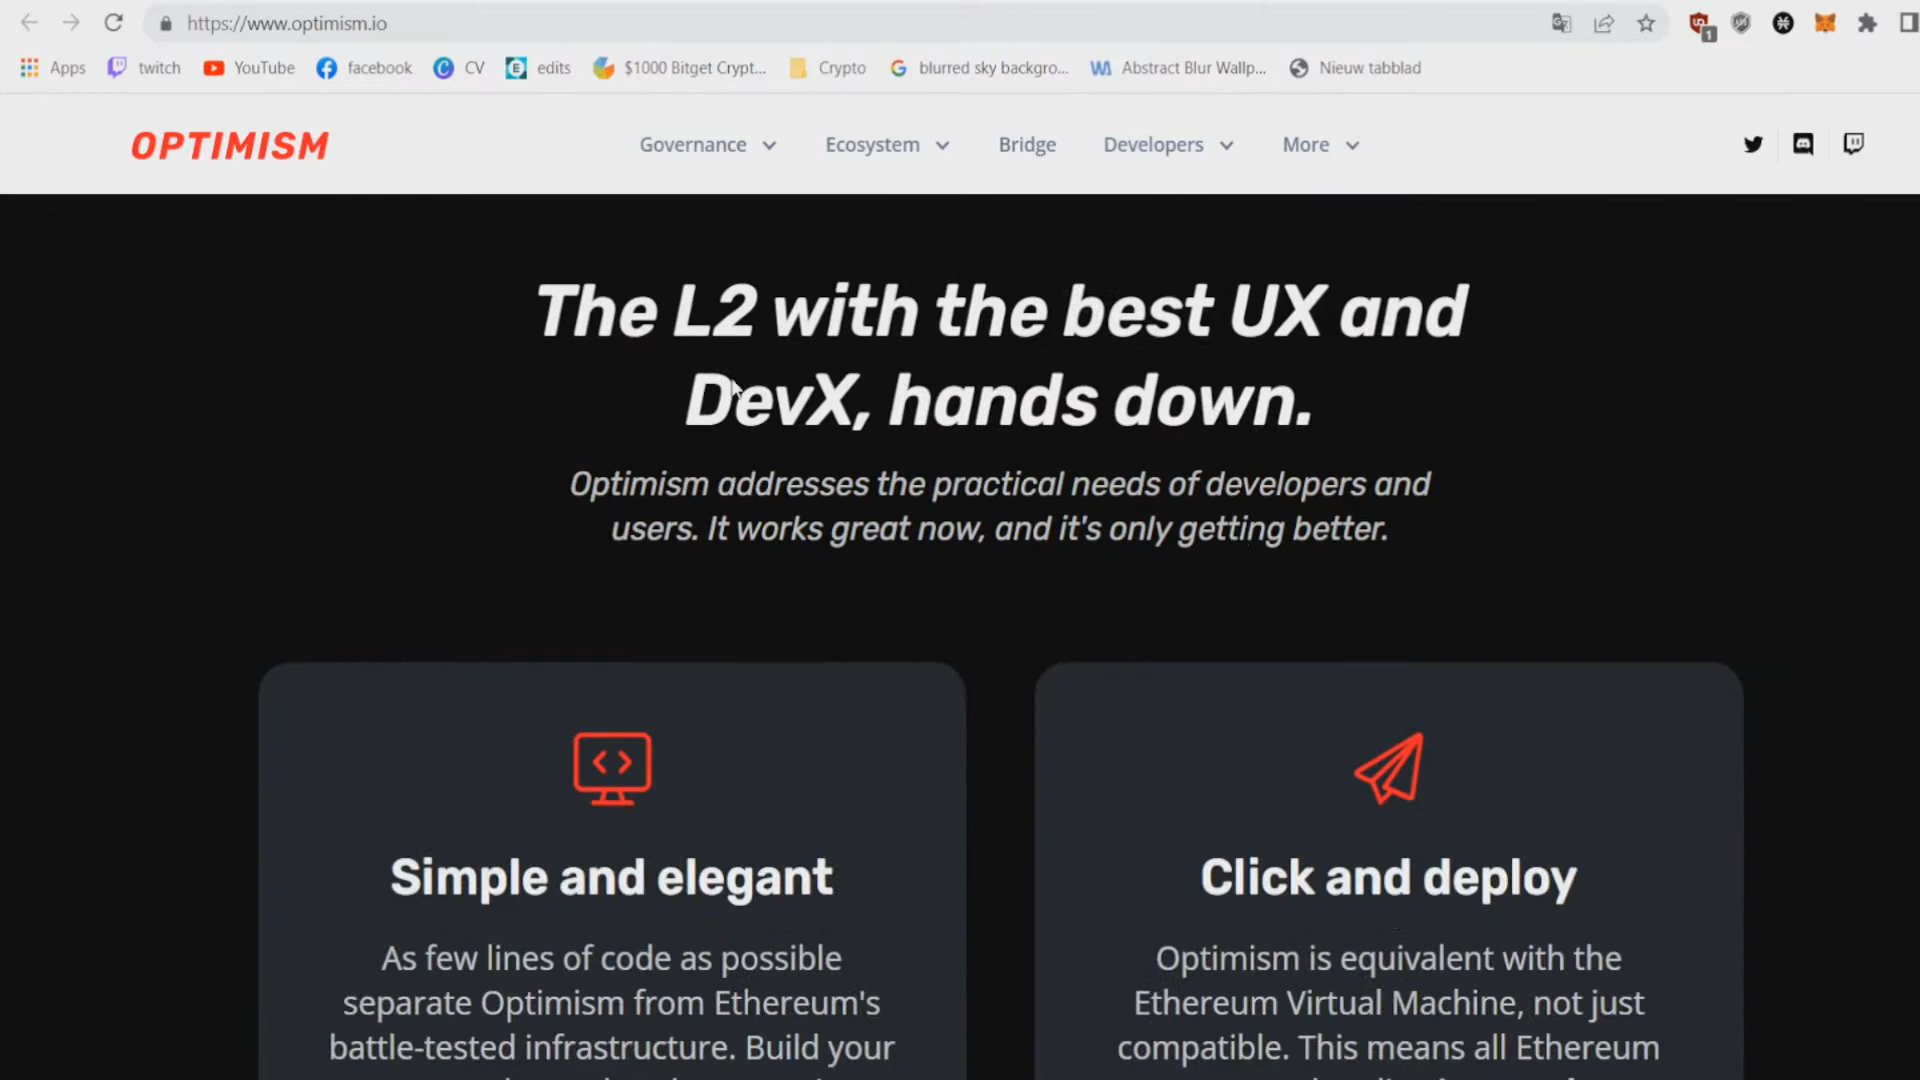 https://www.optimism.io
1
Apps twitch YouTube facebook CV edits $1000 Bitget Crypt... Crypto blurred sky backgro... Abstract Blur Wallp... Nieuw tabblad
OPTIMISM Governance Ecosystem Bridge Developers More
The L2 with the best UX and
DevX, hands down.
Optimism addresses the practical needs of developers and
users. It works great now, and it's only getting better.
Simple and elegant
As few lines of code as possible
separate Optimism from Ethereum's
battle-tested infrastructure. Build your
Click and deploy
Optimism is equivalent with the
Ethereum Virtual Machine, not just
compatible. This means all Ethereum